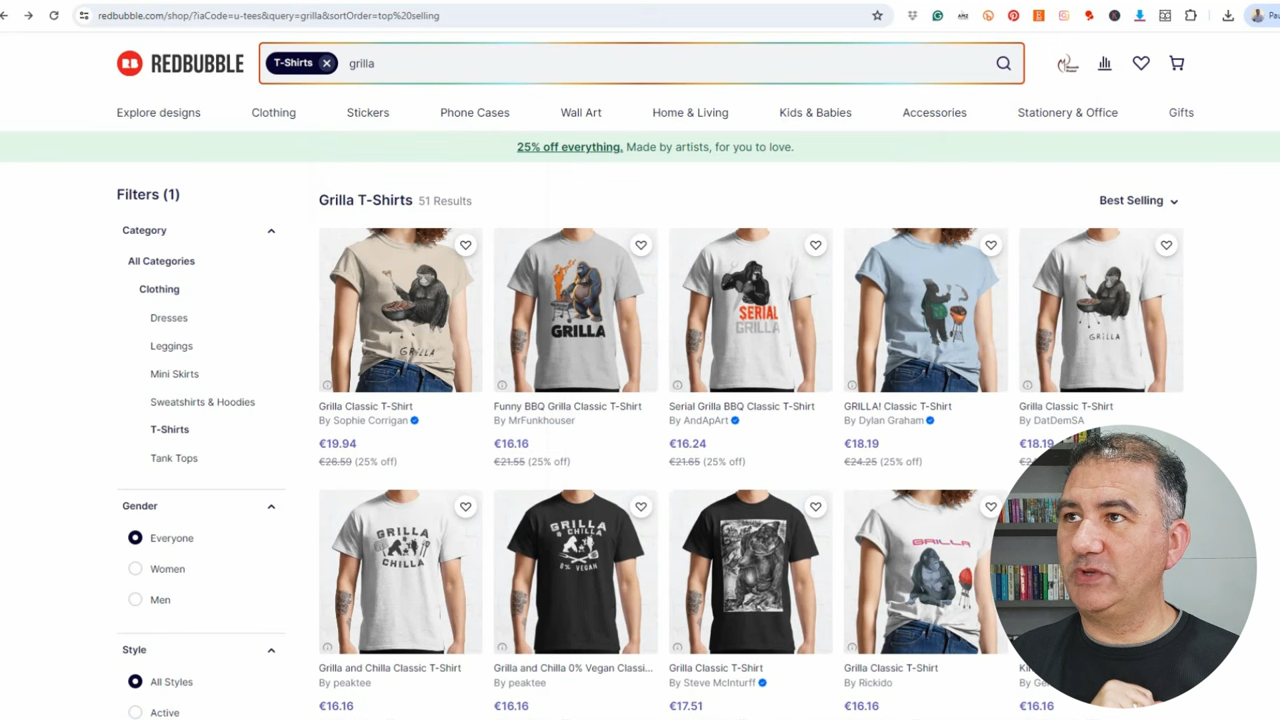 redbubble.com/shop/?iaCode=u-tees&query=grilla&sortOrder=top%20selling
REDBUBBLE
T-Shirts
grilla
Explore designs
Clothing
Stickers
Phone Cases
Wall Art
Home & Living
Kids & Babies
Accessories
Stationery & Office
Gifts
25% off everything. Made by artists, for you to love.
Filters (1)
Category
All Categories
Clothing
Dresses
Leggings
Mini Skirts
Sweatshirts & Hoodies
T-Shirts
Tank Tops
Gender
Everyone
Women
Men
Style
All Styles
Active
Grilla T-Shirts 51 Results
Best Selling
GRILLA
GRILLA
SERIAL
GRILLA
GRILLA
Grilla Classic T-Shirt
By Sophie Corrigan
€19.94
€26.59 (25% off)
Funny BBQ Grilla Classic T-Shirt
By MrFunkhouser
€16.16
€21.55 (25% off)
Serial Grilla BBQ Classic T-Shirt
By AndApArt
€16.24
€21.65 (25% off)
GRILLA! Classic T-Shirt
By Dylan Graham
€18.19
€24.25 (25% off)
Grilla Classic T-Shirt
By DatDemSA
€18.19
GRILLA
CHILLA
GRILLA
& CHILLA
0% VEGAN
GRILLA
Grilla and Chilla Classic T-Shirt
By peaktee
€16.16
Grilla and Chilla 0% Vegan Classi...
By peaktee
€16.16
Grilla Classic T-Shirt
By Steve McInturff
€17.51
Grilla Classic T-Shirt
By Rickido
€16.16
€16.16